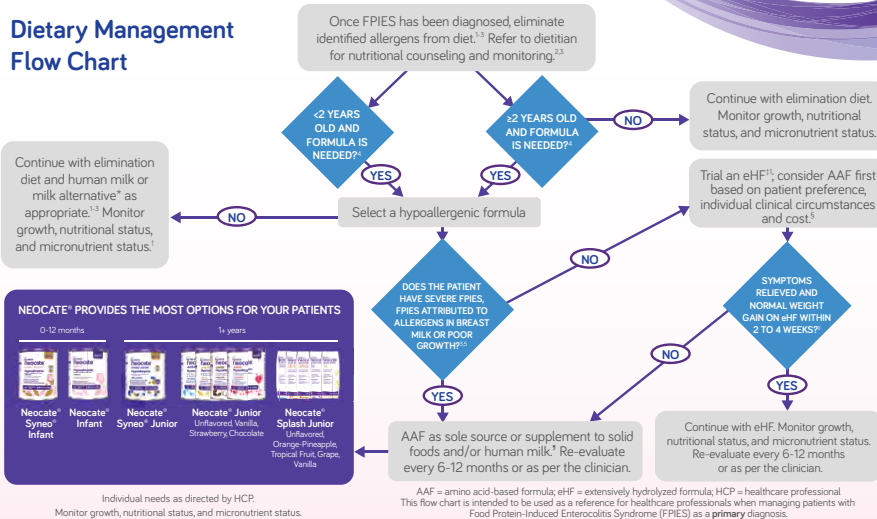 Dietary Management
Flow Chart
Once FPIES has been diagnosed, eliminate
identified allergens from diet.1-3 Refer to dietitian
for nutritional counseling and monitoring.2,3
<2 YEARS
OLD AND
FORMULA IS
NEEDED?4
≥2 YEARS OLD
AND FORMULA
IS NEEDED?4
NO
Continue with elimination diet.
Monitor growth, nutritional
status, and micronutrient status.
YES
YES
Continue with elimination
diet and human milk or
milk alternative* as
appropriate.1-3 Monitor
growth, nutritional status,
and micronutrient status.†
NO
Select a hypoallergenic formula
Trial an eHF‡¶; consider AAF first
based on patient preference,
individual clinical circumstances
and cost.§
NO
DOES THE PATIENT
HAVE SEVERE FPIES,
FPIES ATTRIBUTED TO
ALLERGENS IN BREAST
MILK OR POOR
GROWTH?3,5
SYMPTOMS
RELIEVED AND
NORMAL WEIGHT
GAIN ON eHF WITHIN
2 TO 4 WEEKS?6
NO
YES
YES
NEOCATE® PROVIDES THE MOST OPTIONS FOR YOUR PATIENTS
0-12 months
1+ years
neocate
neocate
neocate
neocate
Neocate®
Syneo®
Infant
Neocate®
Infant
Neocate®
Syneo® Junior
Neocate® Junior
Unflavored, Vanilla,
Strawberry, Chocolate
Neocate®
Splash Junior
Unflavored,
Orange-Pineapple,
Tropical Fruit, Grape,
Vanilla
AAF as sole source or supplement to solid
foods and/or human milk.¶ Re-evaluate
every 6-12 months or as per the clinician.
Continue with eHF. Monitor growth,
nutritional status, and micronutrient status.
Re-evaluate every 6-12 months
or as per the clinician.
Individual needs as directed by HCP.
Monitor growth, nutritional status, and micronutrient status.
AAF = amino acid-based formula; eHF = extensively hydrolyzed formula; HCP = healthcare professional
This flow chart is intended to be used as a reference for healthcare professionals when managing patients with
Food Protein-Induced Enterocolitis Syndrome (FPIES) as a primary diagnosis.